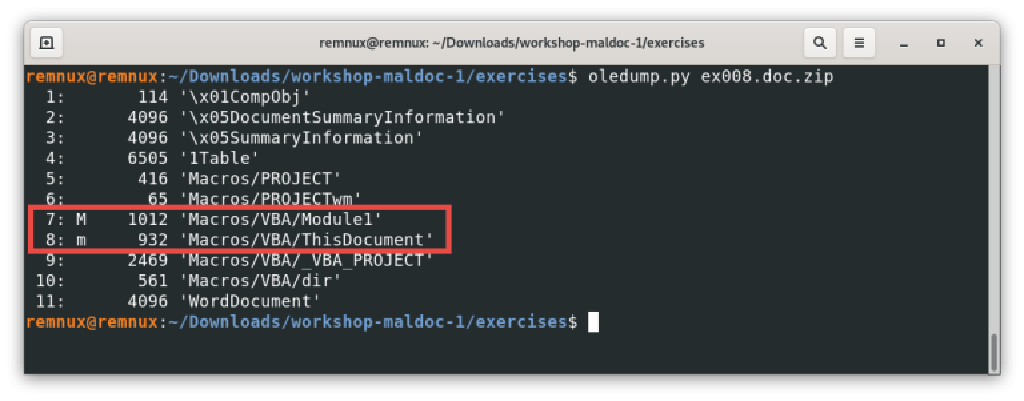 remnux@remnux: ~/Downloads/workshop-maldoc-1/exercises
remnux@remnux:~/Downloads/workshop-maldoc-1/exercises$ oledump.py ex008.doc.zip
  1:       114 '\x01CompObj'
  2:      4096 '\x05DocumentSummaryInformation'
  3:      4096 '\x05SummaryInformation'
  4:      6505 '1Table'
  5:       416 'Macros/PROJECT'
  6:        65 'Macros/PROJECTwm'
  7: M    1012 'Macros/VBA/Module1'
  8: m     932 'Macros/VBA/ThisDocument'
  9:      2469 'Macros/VBA/_VBA_PROJECT'
 10:       561 'Macros/VBA/dir'
 11:      4096 'WordDocument'
remnux@remnux:~/Downloads/workshop-maldoc-1/exercises$